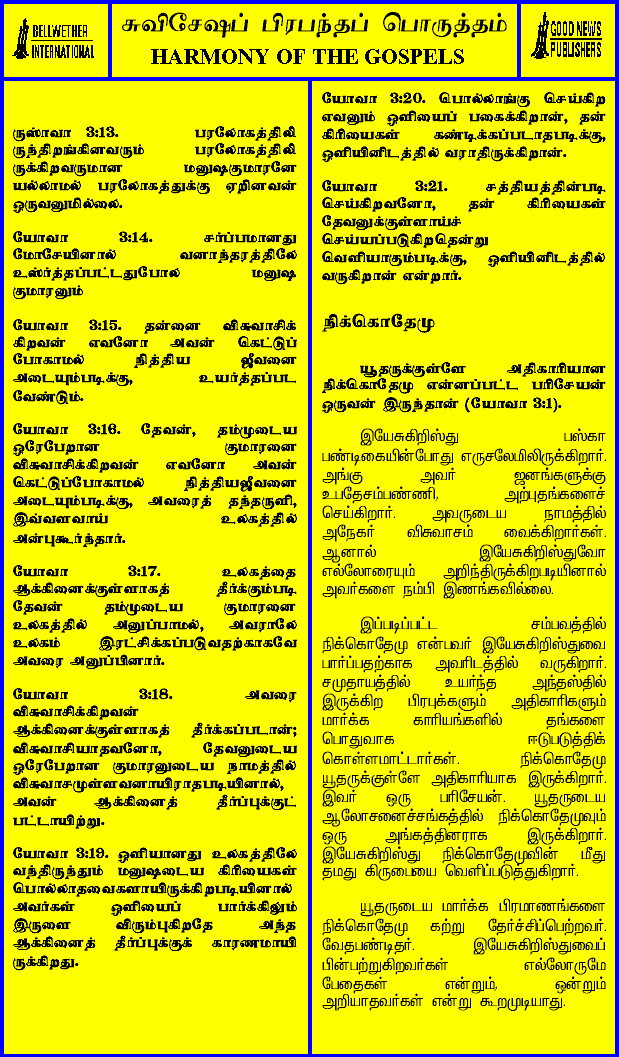 BELLWETHER
INTERNATIONAL
சுவிசேஷப் பிரபந்தப் பொருத்தம்
HARMONY OF THE GOSPELS
GOOD NEWS
PUBLISHERS
ருஸாவா 3:13. பரலோகத்திலி
ருந்திறங்கினவரும் பரலோகத்திலி
ருக்கிறவருமான மனுஷகுமாரனே
யல்லாமல் பரலோகத்துக்கு ஏறினவன்
ஒருவனுமில்லை.
யோவா 3:14. சர்ப்பமானது
மோசேயினால் வனாந்தரத்திலே
உஸர்த்தப்பட்டதுபோல மனுஷ
குமாரனும்
யோவா 3:15. தன்னை விசுவாசிக்
கிறவன் எவனோ அவன் கெட்டுப்
போகாமல் நித்திய ஜீவனை
அடையும்படிக்கு, உயர்த்தப்பட
வேண்டும்.
யோவா 3:16. தேவன், தம்முடைய
ஒரேபேறான குமாரனை
விசுவாசிக்கிறவன் எவனோ அவன்
கெட்டுப்போகாமல் நித்தியஜீவனை
அடையும்படிக்கு, அவரைத் தந்தருளி,
இவ்வளவாய் உலகத்தில்
அன்புகூர்ந்தார்.
யோவா 3:17. உலகத்தை
ஆக்கினைக்குள்ளாகத் தீர்க்கும்படி
தேவன் தம்முடைய குமாரனை
உலகத்தில் அனுப்பாமல், அவராலே
உலகம் இரட்சிக்கப்படுவதற்காகவே
அவரை அனுப்பினார்.
யோவா 3:18. அவரை
விசுவாசிக்கிறவன்
ஆக்கினைக்குள்ளாகத் தீர்க்கப்படான்;
விசுவாசியாதவனோ, தேவனுடைய
ஒரேபேறான குமாரனுடைய நாமத்தில்
விசுவாசமுள்ளவனாயிராதபடியினால்,
அவன் ஆக்கினைத் தீர்ப்புக்குட்
பட்டாயிற்று.
யோவா 3:19. ஒளியானது உலகத்திலே
வந்திருந்தும் மனுஷடைய கிரியைகள்
பொல்லாதவைகளாயிருக்கிறபடியினால்
அவர்கள் ஒளியைப் பார்க்கிலும்
இருளை விரும்புகிறதே அந்த
ஆக்கினைத் தீர்ப்புக்குக் காரணமாயி
ருக்கிறது.
யோவா 3:20. பொல்லாங்கு செய்கிற
எவனும் ஒளியைப் பகைக்கிறான், தன்
கிரியைகள் கண்டிக்கப்படாதபடிக்கு,
ஒளியினிடத்தில் வராதிருக்கிறான்.
யோவா 3:21. சத்தியத்தின்படி
செய்கிறவனோ, தன் கிரியைகள்
தேவனுக்குள்ளாய்ச்
செய்யப்படுகிறதென்று
வெளியாகும்படிக்கு, ஒளியினிடத்தில்
வருகிறான் என்றார்.
நிக்கொதேமு
யூதருக்குள்ளே அதிகாரியான
நிக்கொதேமு என்னப்பட்ட பரிசேயன்
ஒருவன் இருந்தான் (யோவா 3:1).
இயேசுகிறிஸ்து பஸ்கா
பண்டிகையின்போது எருசலேமிலிருக்கிறார்.
அங்கு அவர் ஜனங்களுக்கு
உபதேசம்பண்ணி, அற்புதங்களைச்
செய்கிறார். அவருடைய நாமத்தில்
அநேகர் விசுவாசம் வைக்கிறார்கள்.
ஆனால் இயேசுகிறிஸ்துவோ
எல்லோரையும் அறிந்திருக்கிறபடியினால்
அவர்களை நம்பி இணங்கவில்லை.
இப்படிப்பட்ட சம்பவத்தில்
நிக்கொதேமு என்பவர் இயேசுகிறிஸ்துவை
பார்ப்பதற்காக அவரிடத்தில் வருகிறார்.
சமுதாயத்தில் உயர்ந்த அந்தஸ்தில்
இருக்கிற பிரபுக்களும் அதிகாரிகளும்
மார்க்க காரியங்களில் தங்களை
பொதுவாக ஈடுபடுத்திக்
கொள்ளமாட்டார்கள். நிக்கொதேமு
யூதருக்குள்ளே அதிகாரியாக இருக்கிறார்.
இவர் ஒரு பரிசேயன். யூதருடைய
ஆலோசனைச்சங்கத்தில் நிக்கொதேமுவும்
ஒரு அங்கத்தினராக இருக்கிறார்.
இயேசுகிறிஸ்து நிக்கொதேமுவின் மீது
தமது கிருபையை வெளிப்படுத்துகிறார்.
யூதருடைய மார்க்க பிரமாணங்களை
நிக்கொதேமு கற்று தேர்ச்சிப்பெற்றவர்.
வேதபண்டிதர். இயேசுகிறிஸ்துவைப்
பின்பற்றுகிறவர்கள் எல்லோருமே
பேதைகள் என்றும், ஒன்றும்
அறியாதவர்கள் என்று கூறமுடியாது.